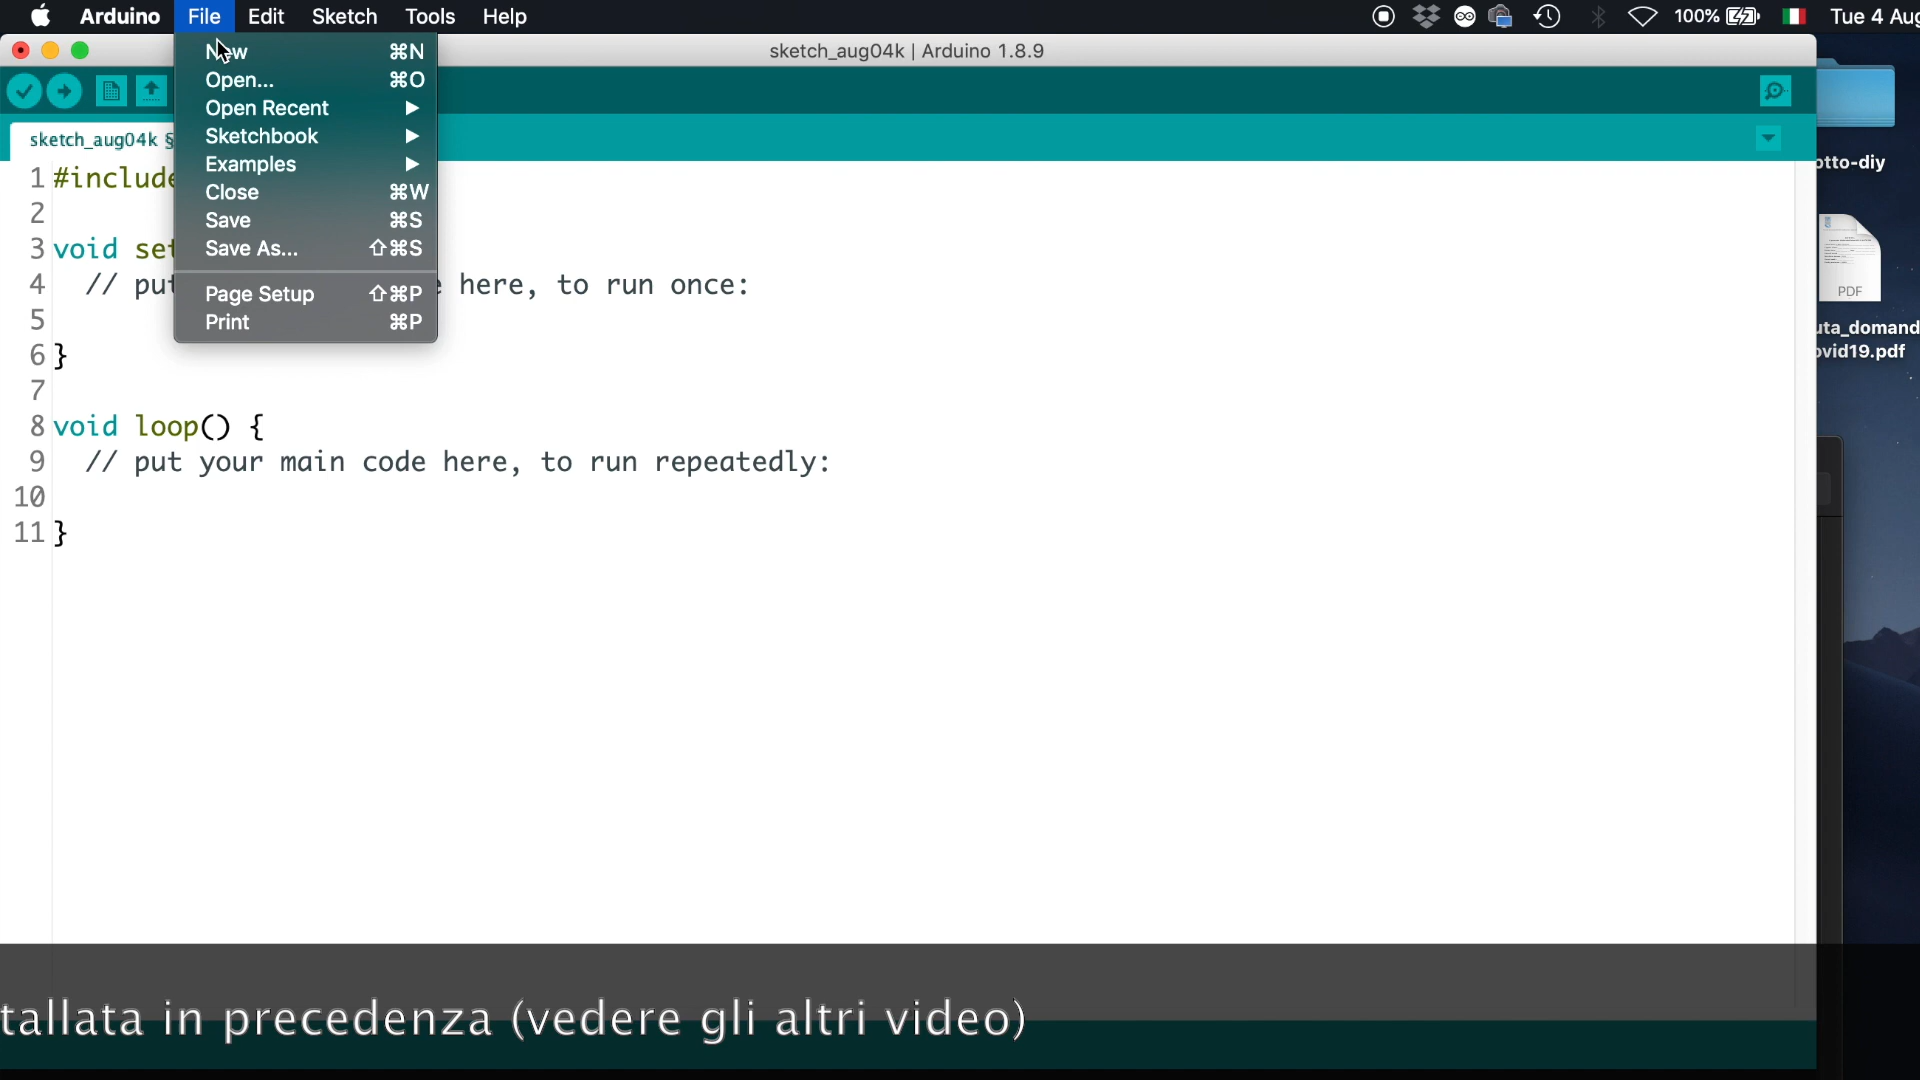 Arduino File Edit Sketch Tools Help 100% Tue 4 Aug
sketch_aug04k | Arduino 1.8.9
New ⌘N
Open... ⌘O
Open Recent ▶
Sketchbook ▶
Examples ▶
Close ⌘W
Save ⌘S
Save As... ⇧⌘S
Page Setup ⇧⌘P
Print ⌘P
sketch_aug04k §
1 #include
2
3 void set
4 // put here, to run once:
5
6 }
7
8 void loop() {
9 // put your main code here, to run repeatedly:
10
11 }
otto-diy
PDF
uta_domand
ovid19.pdf
tallata in precedenza (vedere gli altri video)